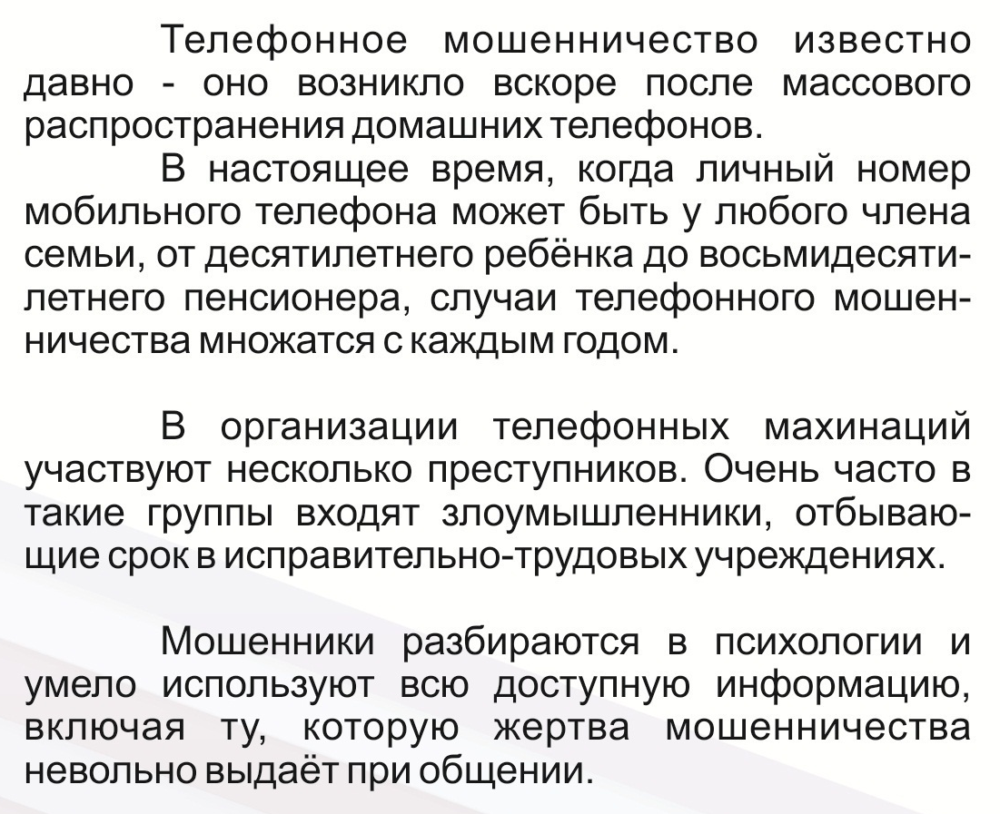 Телефонное мошенничество известно
давно - оно возникло вскоре после массового
распространения домашних телефонов.
В настоящее время, когда личный номер
мобильного телефона может быть у любого члена
семьи, от десятилетнего ребёнка до восьмидесяти-
летнего пенсионера, случаи телефонного мошен-
ничества множатся с каждым годом.
В организации телефонных махинаций
участвуют несколько преступников. Очень часто в
такие группы входят злоумышленники, отбываю-
щие срок в исправительно-трудовых учреждениях.
Мошенники разбираются в психологии и
умело используют всю доступную информацию,
включая ту, которую жертва мошенничества
невольно выдаёт при общении.